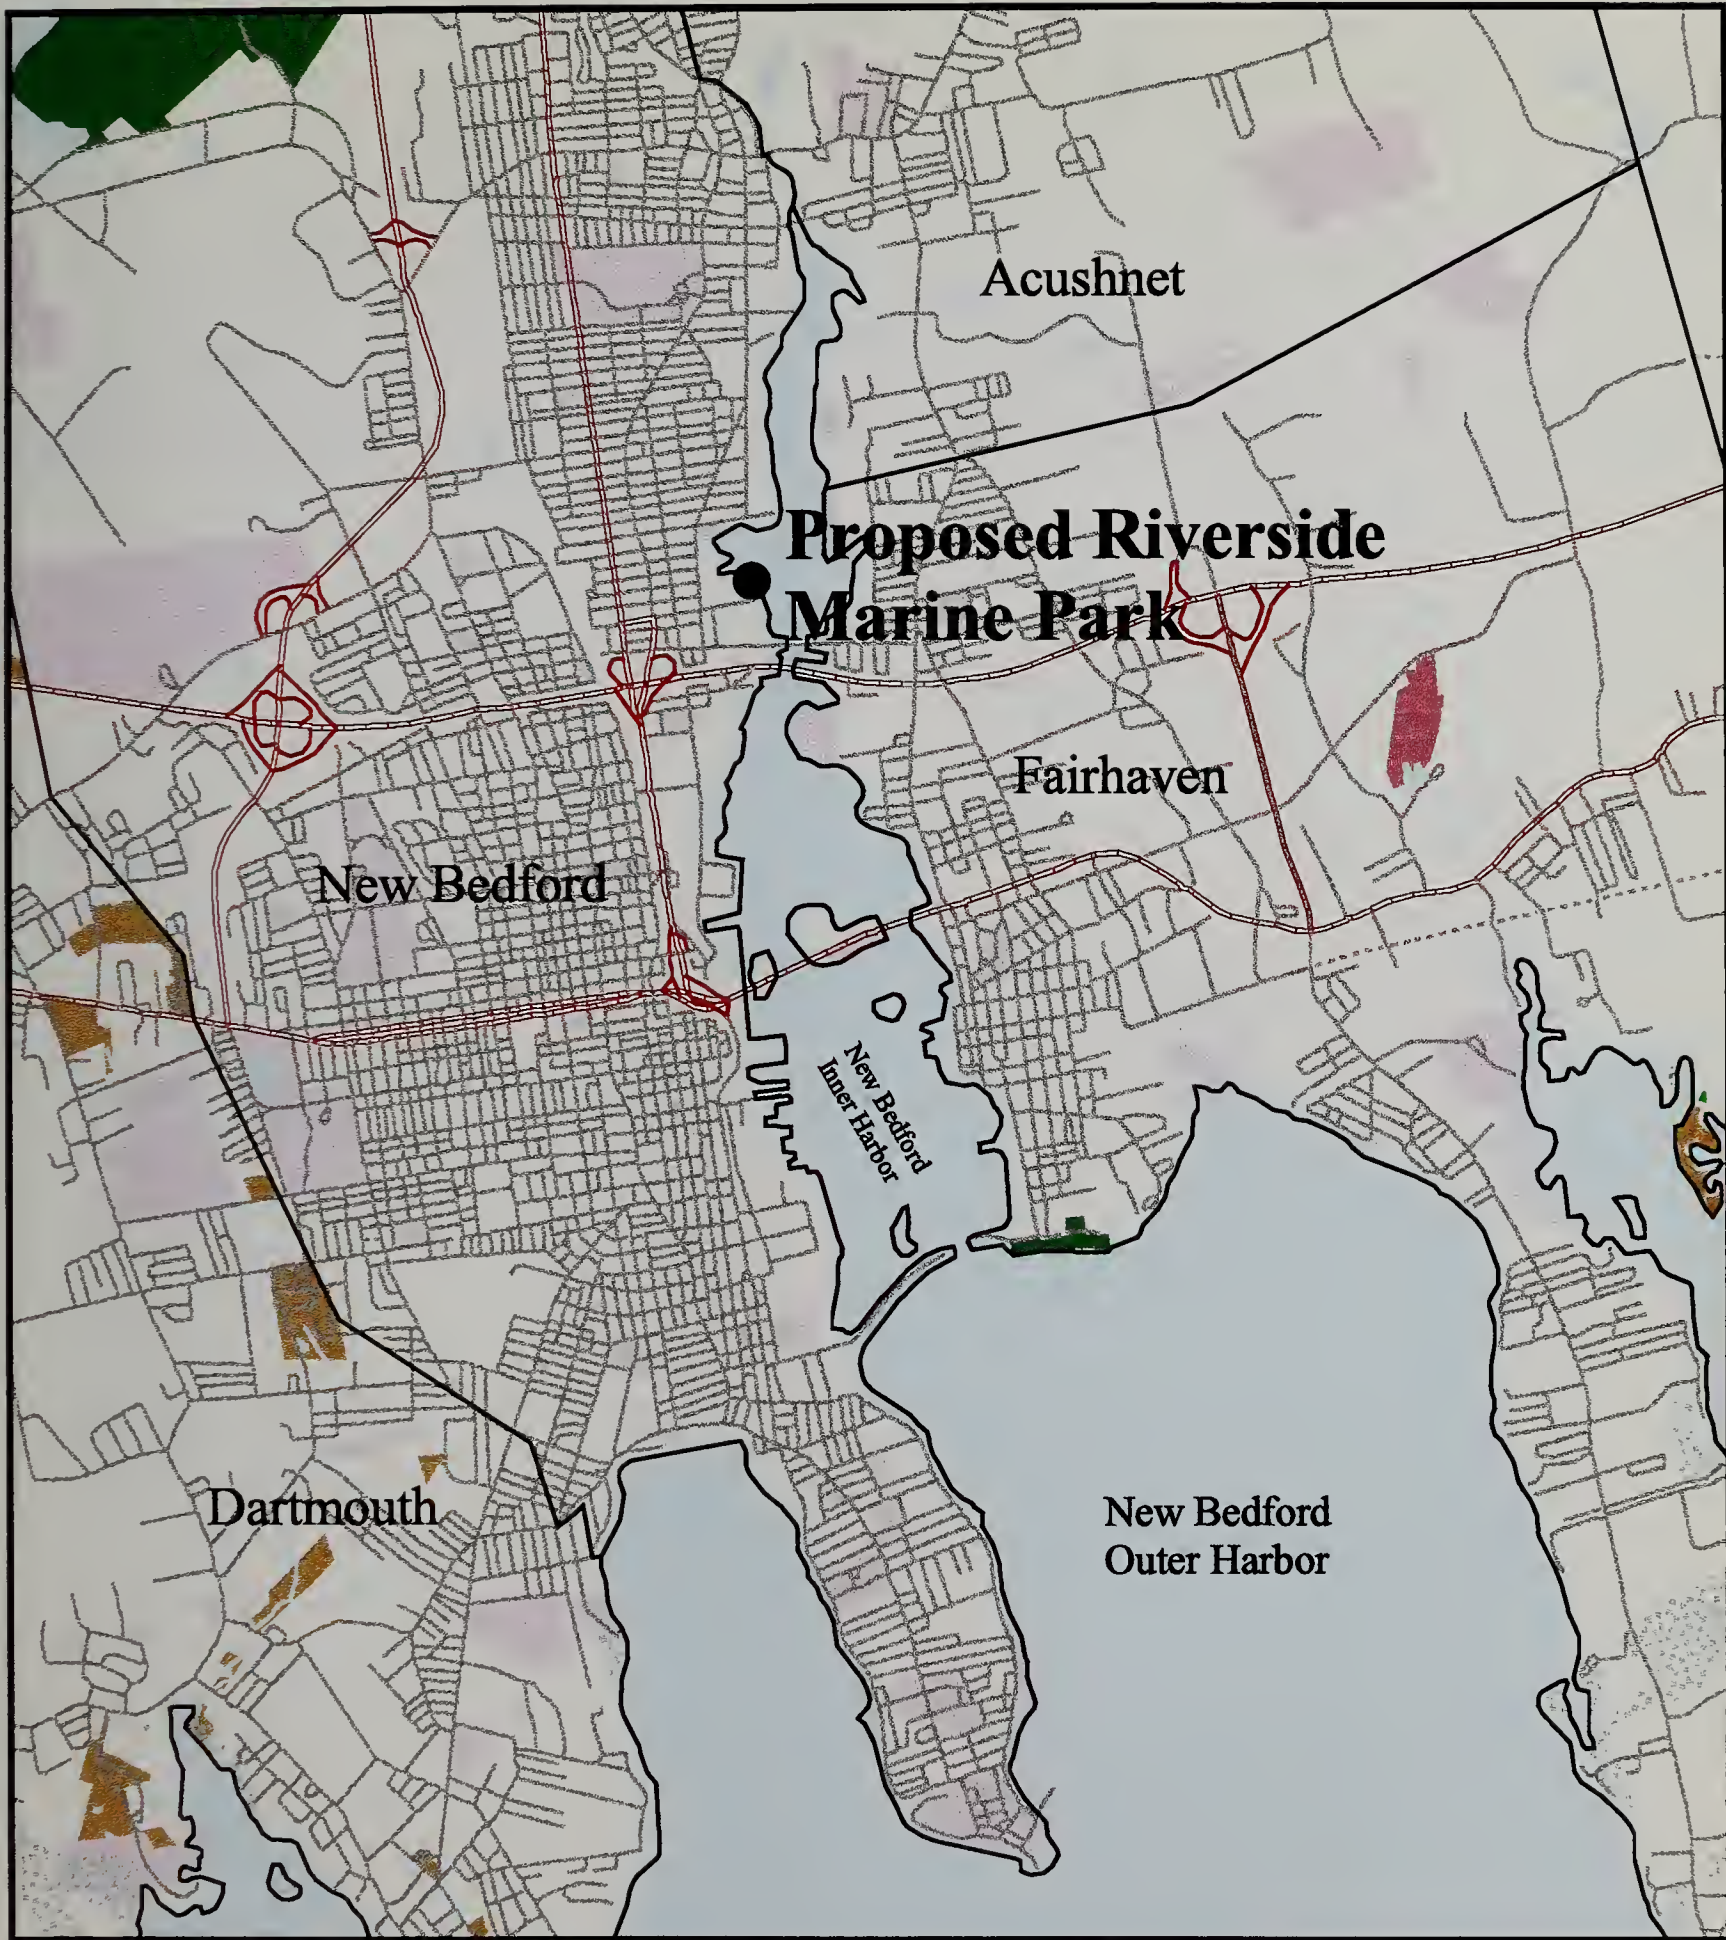 Acushnet
Proposed Riverside
Marine Park
Fairhaven
New Bedford
New Bedford
Inner Harbor
Dartmouth
New Bedford
Outer Harbor